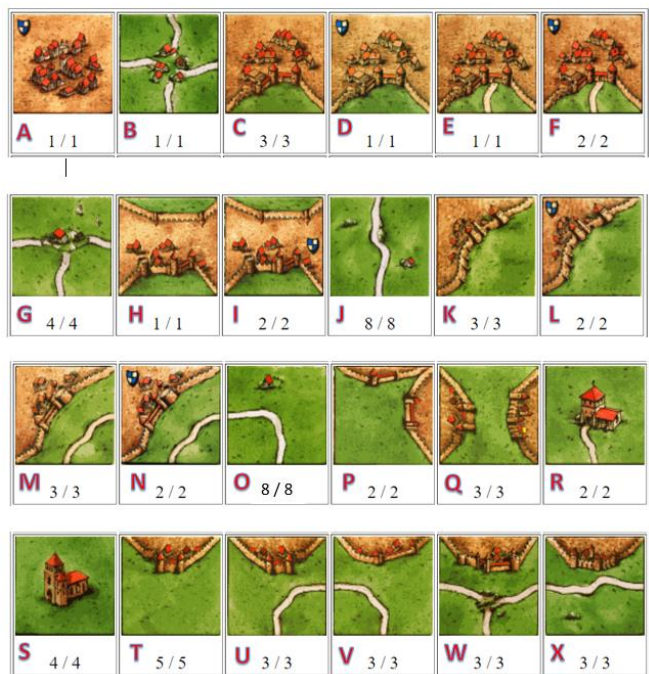 A 1 / 1 B 1 / 1 C 3 / 3 D 1 / 1 E 1 / 1 F 2 / 2
G 4 / 4 H 1 / 1 I 2 / 2 J 8 / 8 K 3 / 3 L 2 / 2
M 3 / 3 N 2 / 2 O 8 / 8 P 2 / 2 Q 3 / 3 R 2 / 2
S 4 / 4 T 5 / 5 U 3 / 3 V 3 / 3 W 3 / 3 X 3 / 3